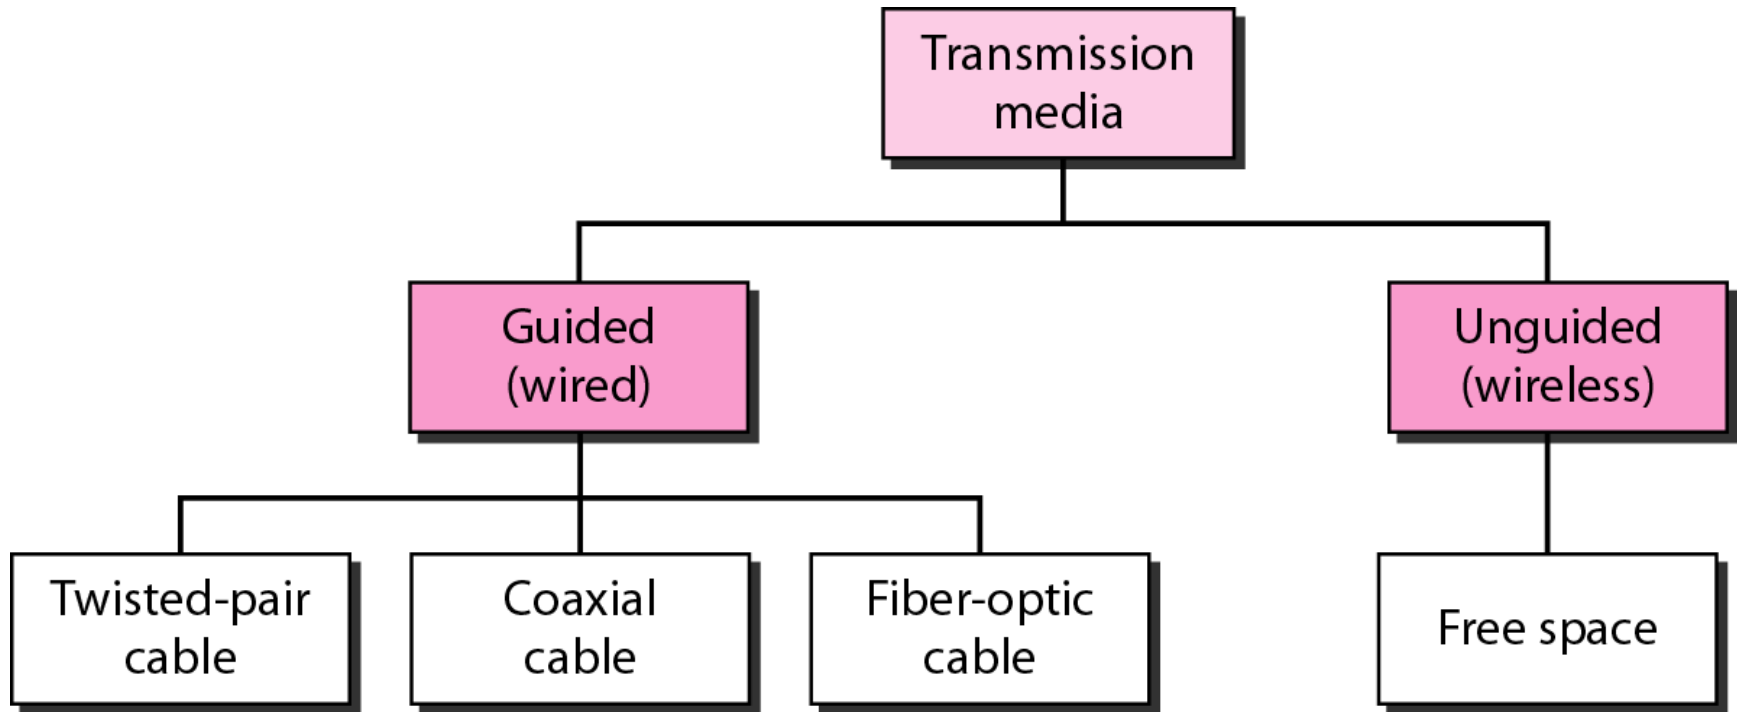 Transmission
media
Guided
(wired)
Unguided
(wireless)
Twisted-pair
cable
Coaxial
cable
Fiber-optic
cable
Free space